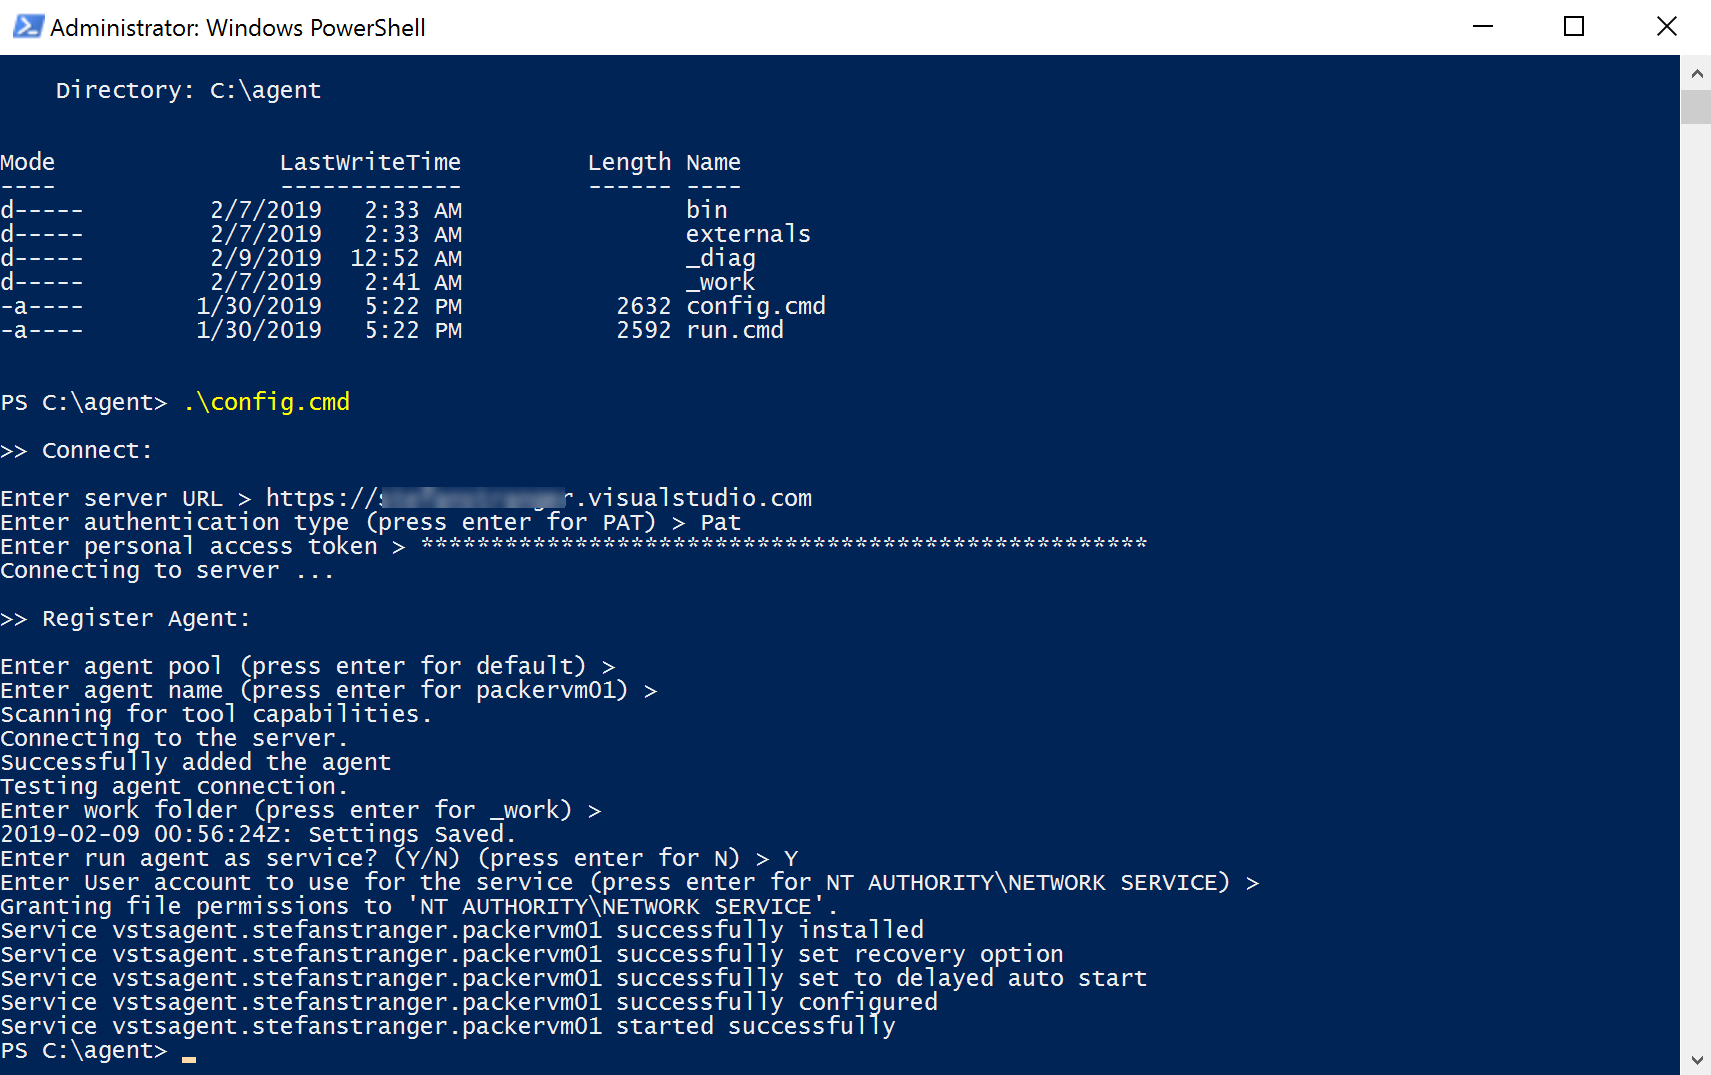 Administrator: Windows PowerShell
Directory: C:\agent
Mode LastWriteTime Length Name
---- ------------- ------ ----
d----- 2/7/2019 2:33 AM bin
d----- 2/7/2019 2:33 AM externals
d----- 2/9/2019 12:52 AM _diag
d----- 2/7/2019 2:41 AM _work
-a---- 1/30/2019 5:22 PM 2632 config.cmd
-a---- 1/30/2019 5:22 PM 2592 run.cmd
PS C:\agent> .\config.cmd
>> Connect:
Enter server URL > https:// .visualstudio.com
Enter authentication type (press enter for PAT) > Pat
Enter personal access token > ****************************************************
Connecting to server ...
>> Register Agent:
Enter agent pool (press enter for default) >
Enter agent name (press enter for packervm01) >
Scanning for tool capabilities.
Connecting to the server.
Successfully added the agent
Testing agent connection.
Enter work folder (press enter for _work) >
2019-02-09 00:56:24Z: Settings Saved.
Enter run agent as service? (Y/N) (press enter for N) > Y
Enter User account to use for the service (press enter for NT AUTHORITY\NETWORK SERVICE) >
Granting file permissions to 'NT AUTHORITY\NETWORK SERVICE'.
Service vstsagent.stefanstranger.packervm01 successfully installed
Service vstsagent.stefanstranger.packervm01 successfully set recovery option
Service vstsagent.stefanstranger.packervm01 successfully set to delayed auto start
Service vstsagent.stefanstranger.packervm01 successfully configured
Service vstsagent.stefanstranger.packervm01 started successfully
PS C:\agent>